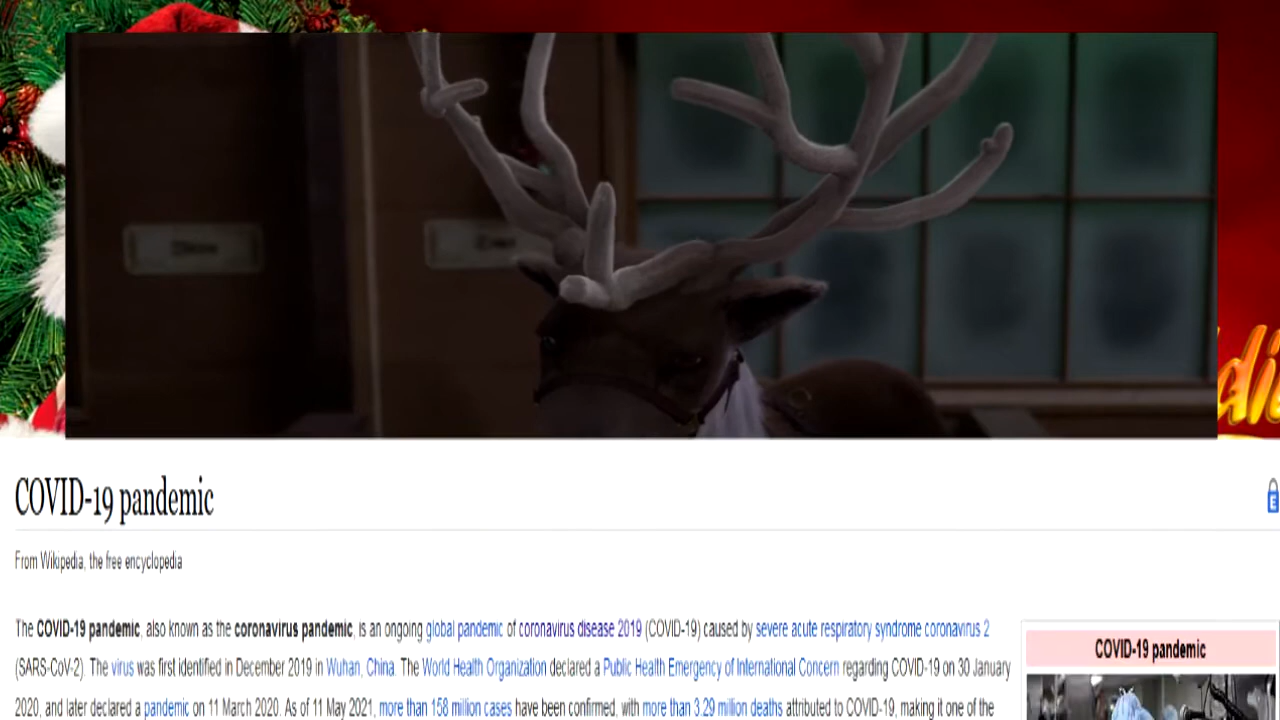 COVID-19 pandemic
E
From Wikipedia, the free encyclopedia
The COVID-19 pandemic, also known as the coronavirus pandemic, is an ongoing global pandemic of coronavirus disease 2019 (COVID-19) caused by severe acute respiratory syndrome coronavirus 2
(SARS-CoV-2). The virus was first identified in December 2019 in Wuhan, China. The World Health Organization declared a Public Health Emergency of International Concern regarding COVID-19 on 30 January
2020, and later declared a pandemic on 11 March 2020. As of 11 May 2021, more than 158 million cases have been confirmed, with more than 3.29 million deaths attributed to COVID-19, making it one of the
COVID-19 pandemic